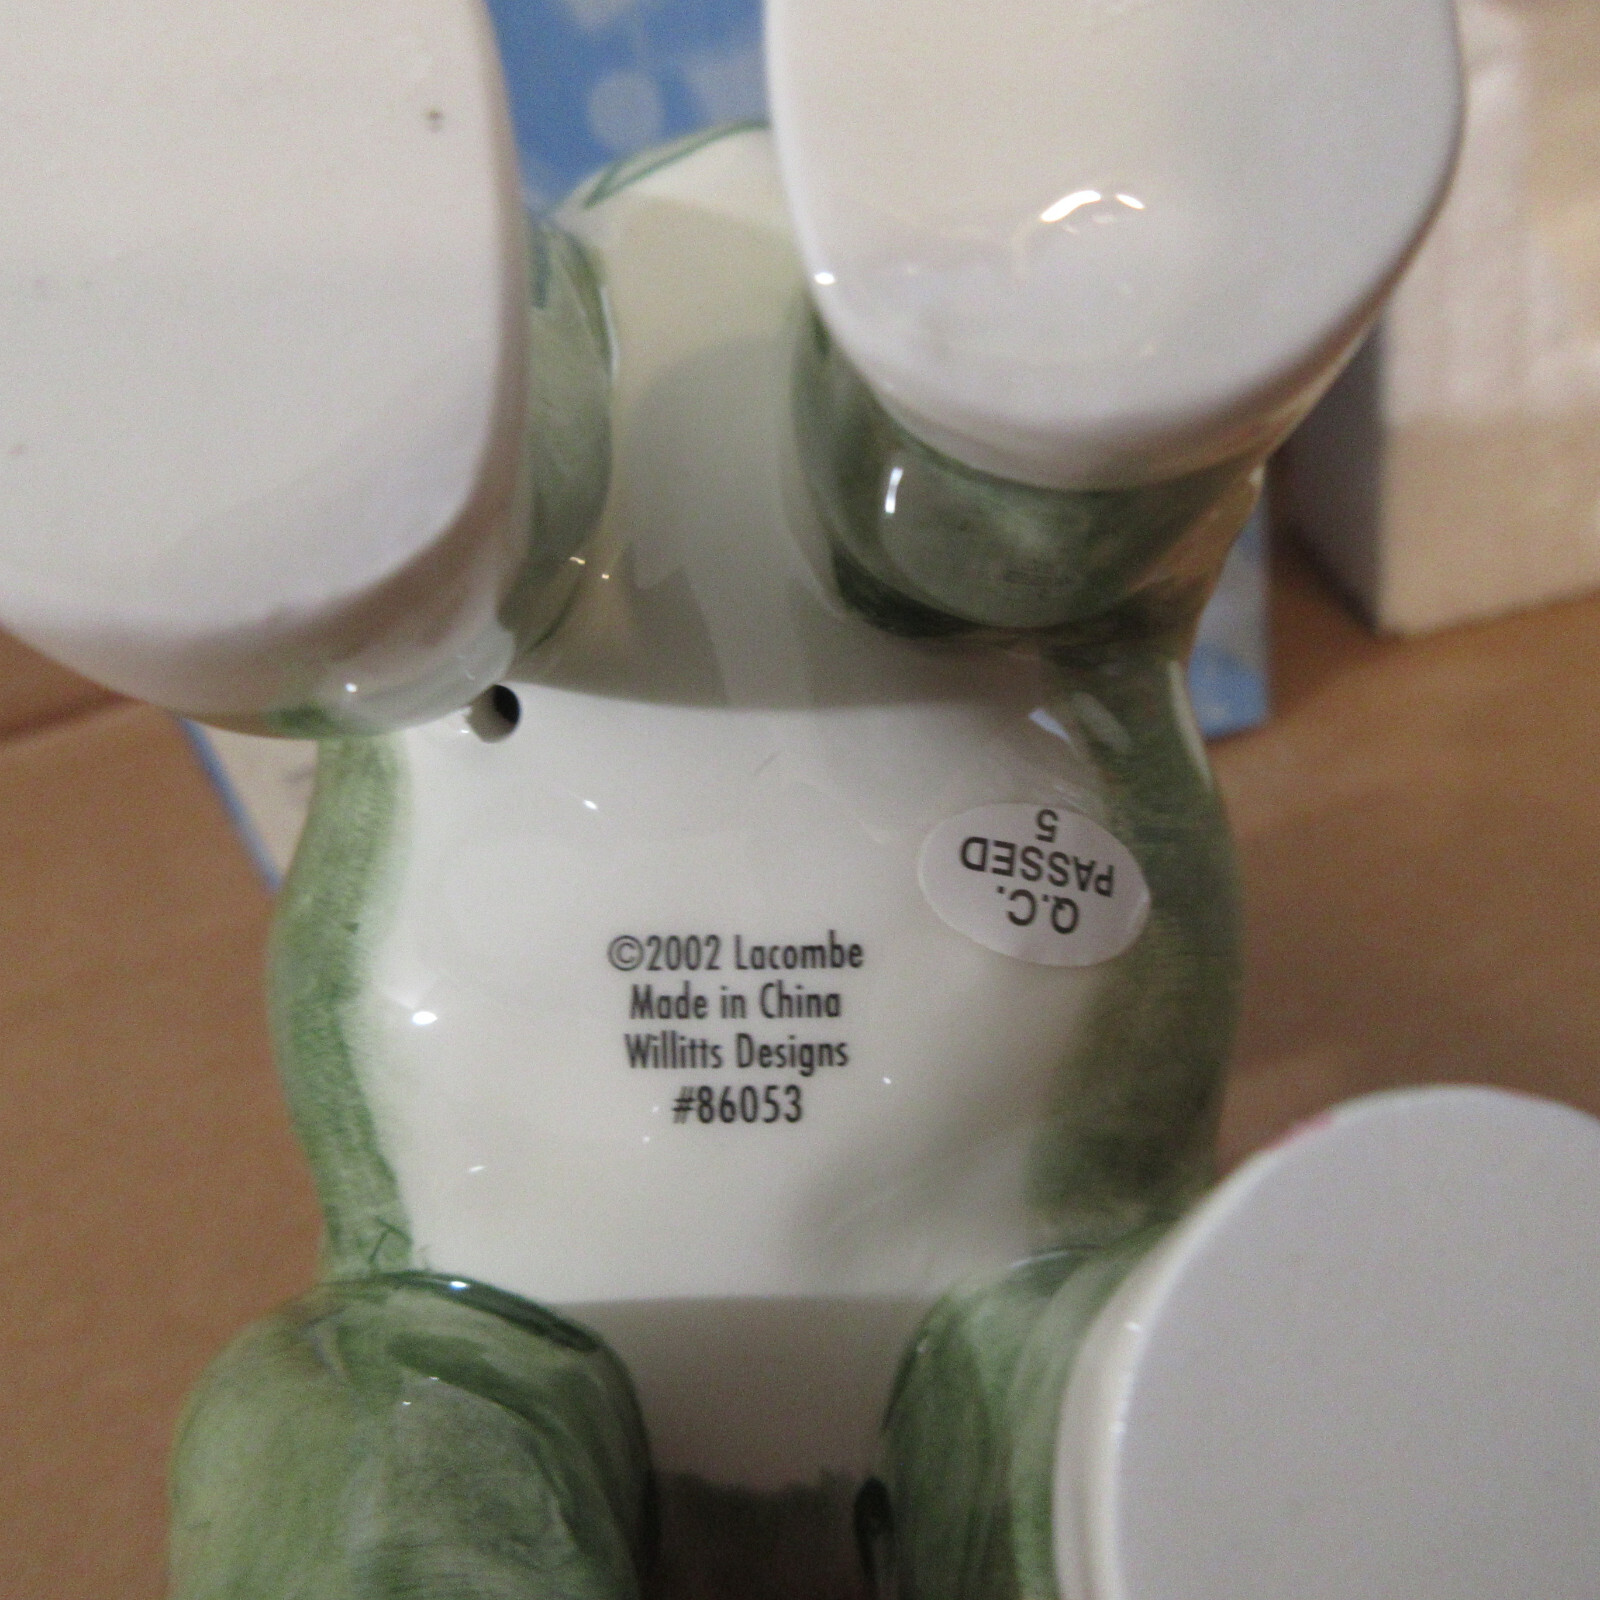 ©2002 Lacombe
Made in China
Willitts Designs
#86053
Q.C.
PASSED
5